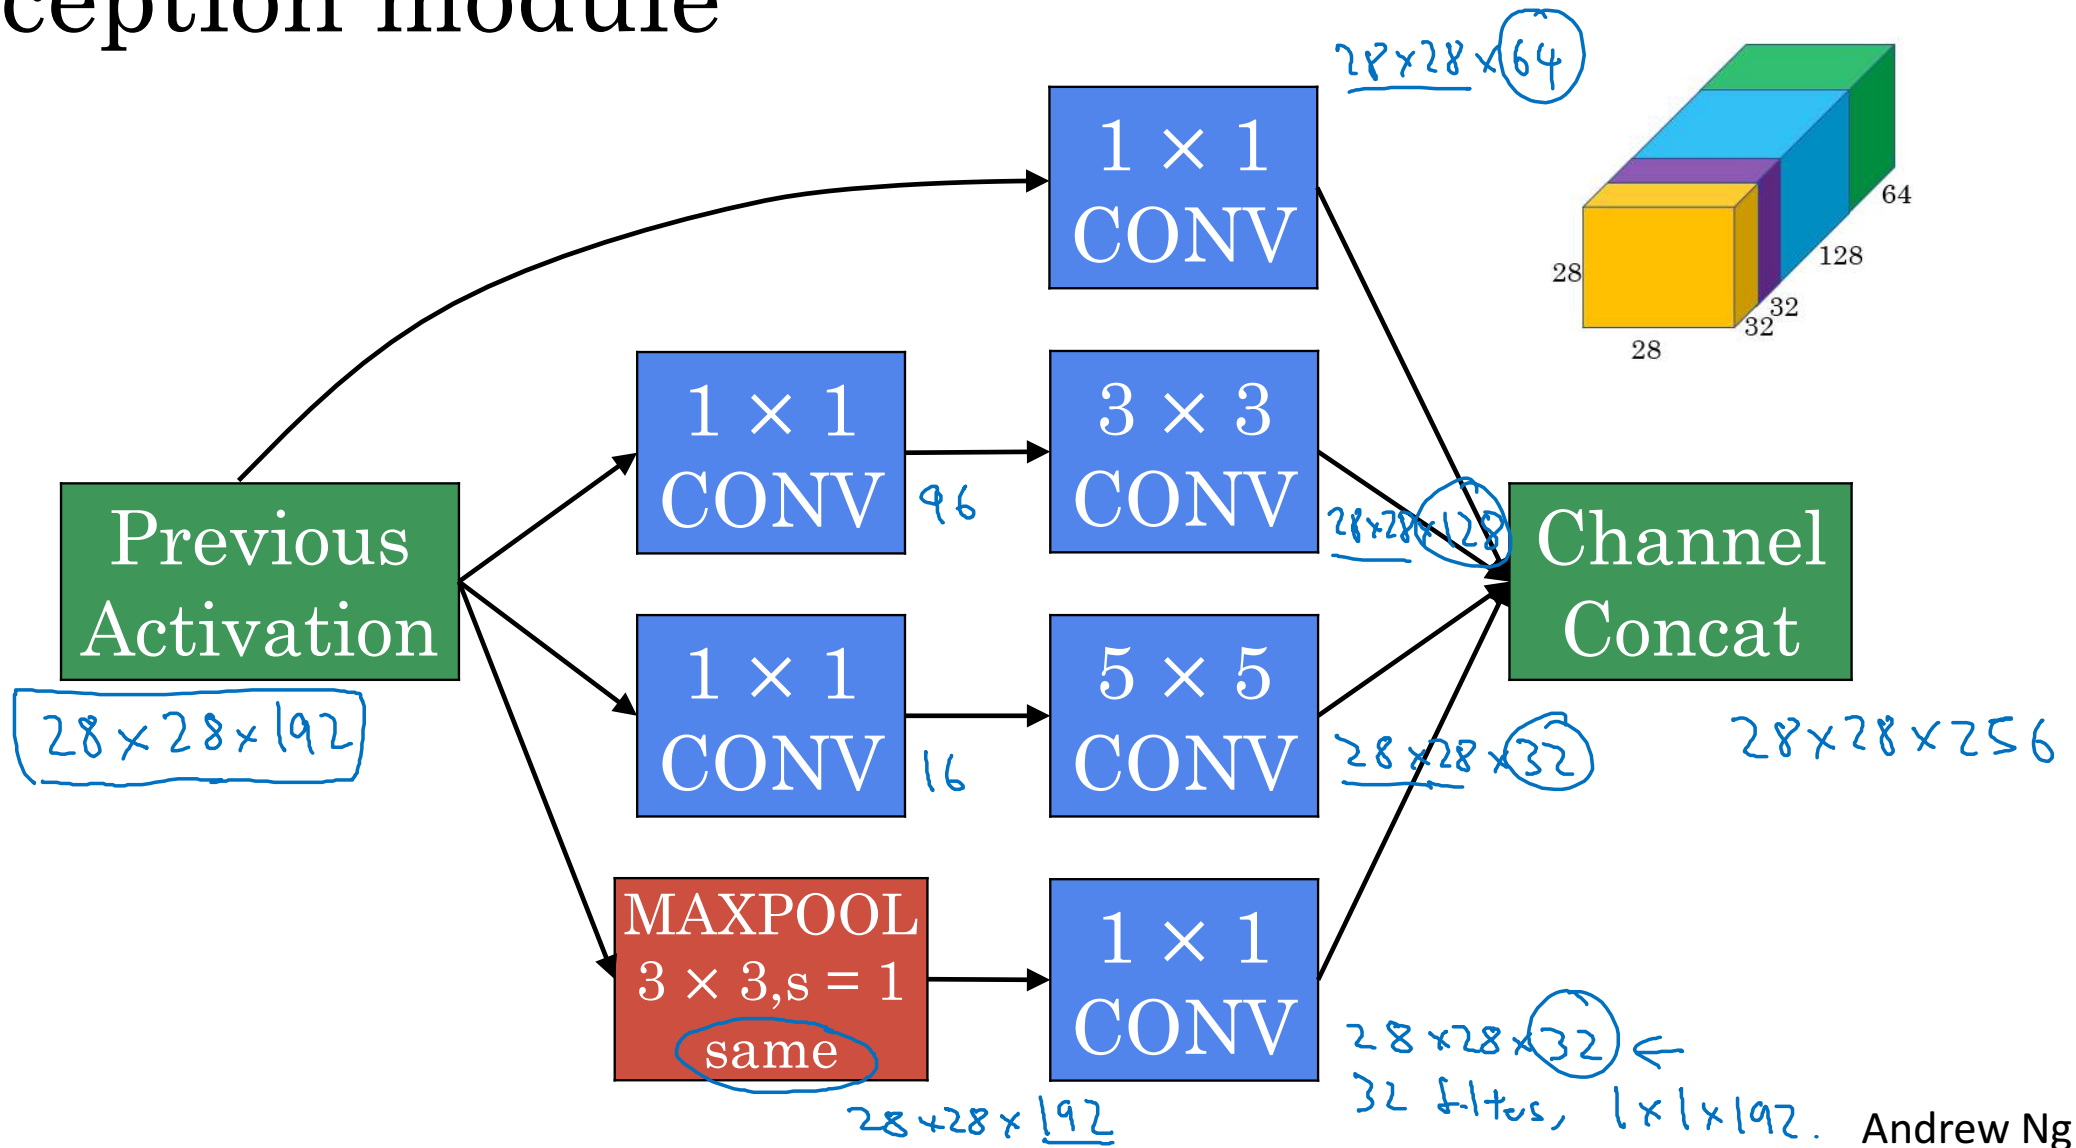 ception module
28×28×64
1 × 1
CONV
64
128
32
32
28
28
1 × 1
CONV
96
3 × 3
CONV
28×28×128
Previous
Activation
28×28×192
Channel
Concat
28×28×256
1 × 1
CONV
16
5 × 5
CONV
28×28×32
MAXPOOL
3 × 3,s = 1
same
28×28×192
1 × 1
CONV
28×28×32 ←
32 filters, 1×1×192.
Andrew Ng